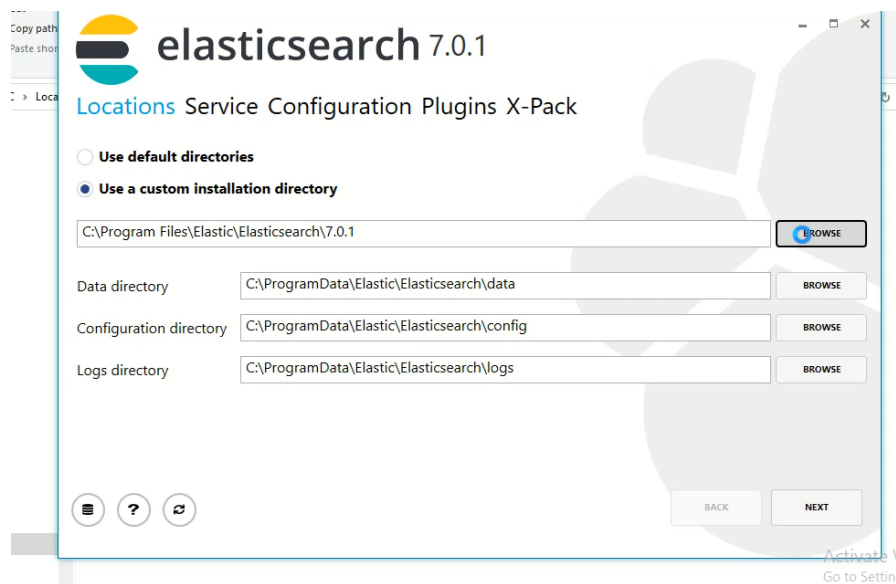 Copy path
Paste shor
elasticsearch 7.0.1
Loca
Locations Service Configuration Plugins X-Pack
Use default directories
Use a custom installation directory
C:\Program Files\Elastic\Elasticsearch\7.0.1 BROWSE
Data directory C:\ProgramData\Elastic\Elasticsearch\data BROWSE
Configuration directory C:\ProgramData\Elastic\Elasticsearch\config BROWSE
Logs directory C:\ProgramData\Elastic\Elasticsearch\logs BROWSE
? BACK NEXT
Activate
Go to Settin